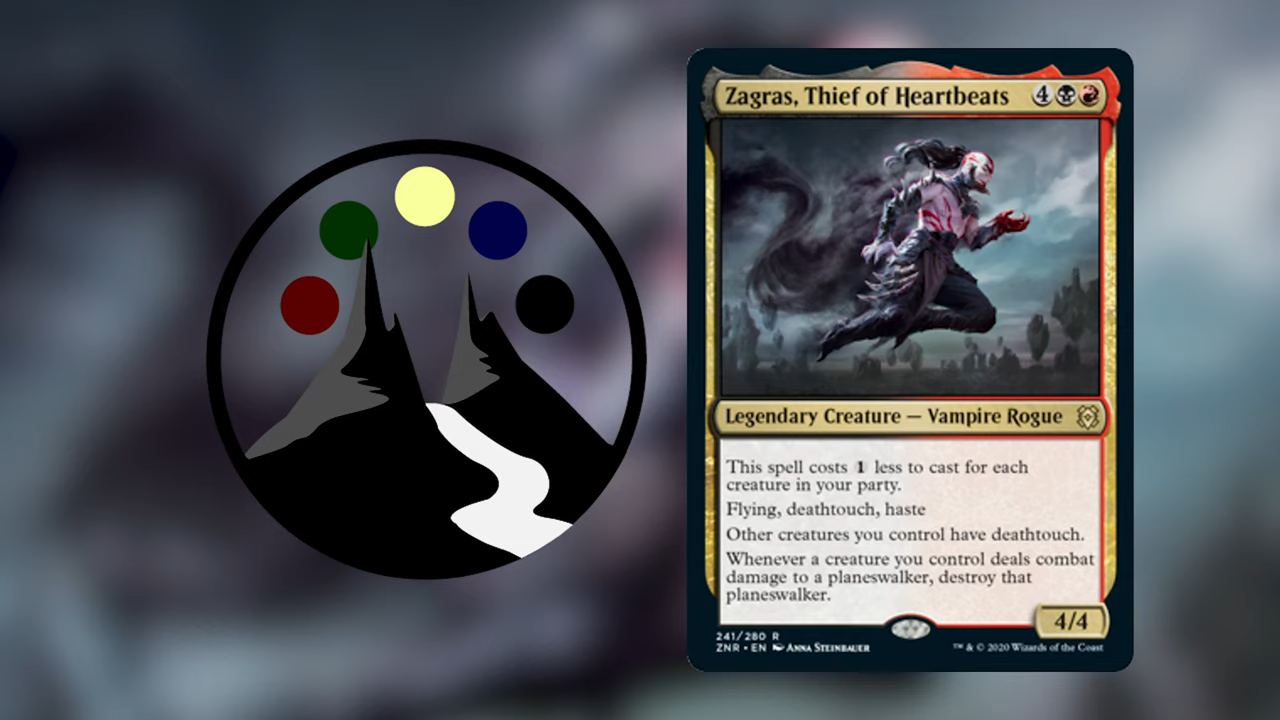 Zagras, Thief of Heartbeats 4
Legendary Creature — Vampire Rogue
This spell costs 1 less to cast for each
creature in your party.
Flying, deathtouch, haste
Other creatures you control have deathtouch.
Whenever a creature you control deals combat
damage to a planeswalker, destroy that
planeswalker.
4/4
241/280 R
ZNR • EN Anna Steinbauer
™ & © 2020 Wizards of the Coast